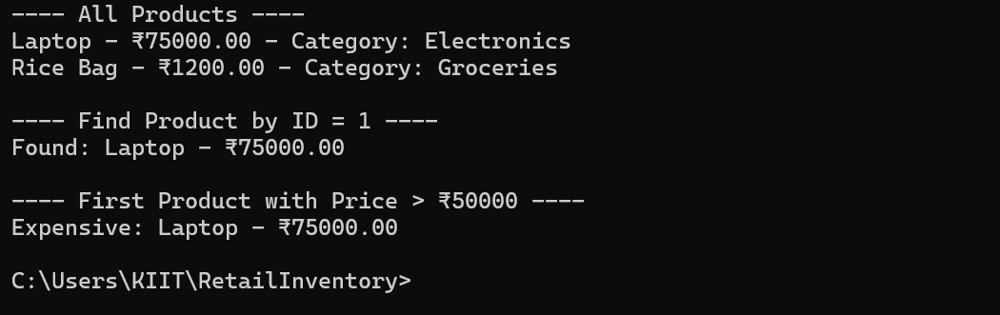 ---- All Products ----
Laptop - ₹75000.00 - Category: Electronics
Rice Bag - ₹1200.00 - Category: Groceries
---- Find Product by ID = 1 ----
Found: Laptop - ₹75000.00
---- First Product with Price > ₹50000 ----
Expensive: Laptop - ₹75000.00
C:\Users\KIIT\RetailInventory>